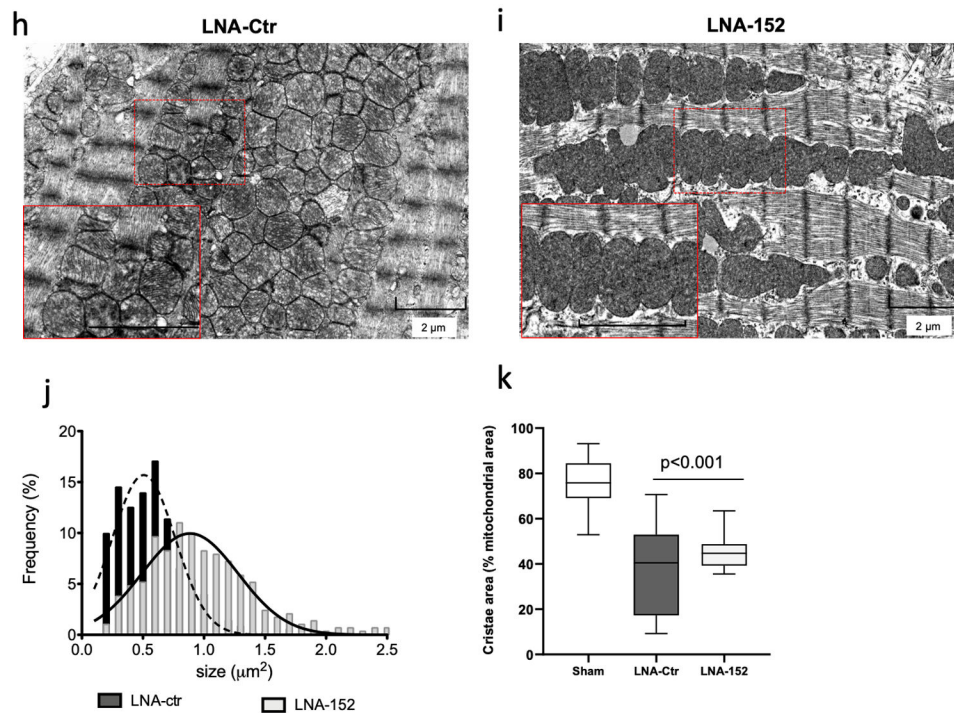 h
LNA-Ctr
2 μm
i
LNA-152
2 μm
j
Frequency (%)
20
15
10
5
0
0.0 0.5 1.0 1.5 2.0 2.5
size (μm²)
LNA-ctr LNA-152
k
Cristae area (% mitochondrial area)
100
80
60
40
20
0
p<0.001
Sham LNA-Ctr LNA-152